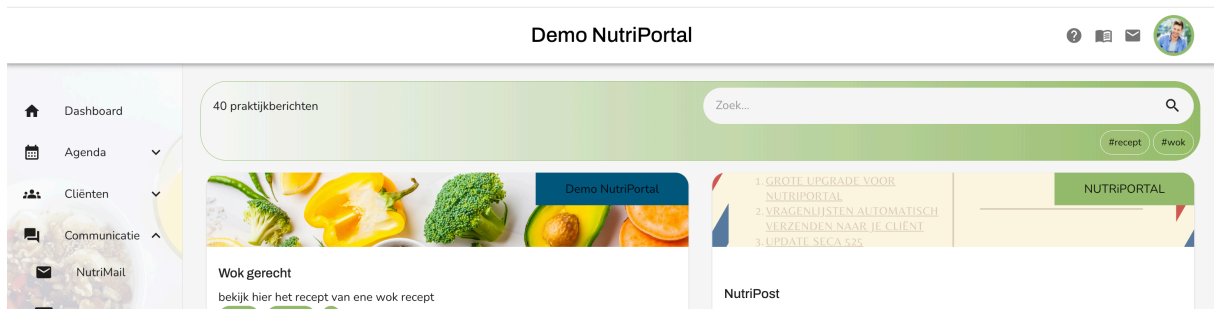 Demo NutriPortal
Dashboard
Agenda
Cliënten
Communicatie
NutriMail
40 praktijkberichten
Zoek...
#recept
#wok
Demo NutriPortal
Wok gerecht
bekijk hier het recept van ene wok recept
NUTRiPORTAL
1. GROTE UPGRADE VOOR
NUTRIPORTAL
2. VRAGENLIJSTEN AUTOMATISCH
VERZENDEN NAAR JE CLIËNT
3. UPDATE SECA 525
NutriPost